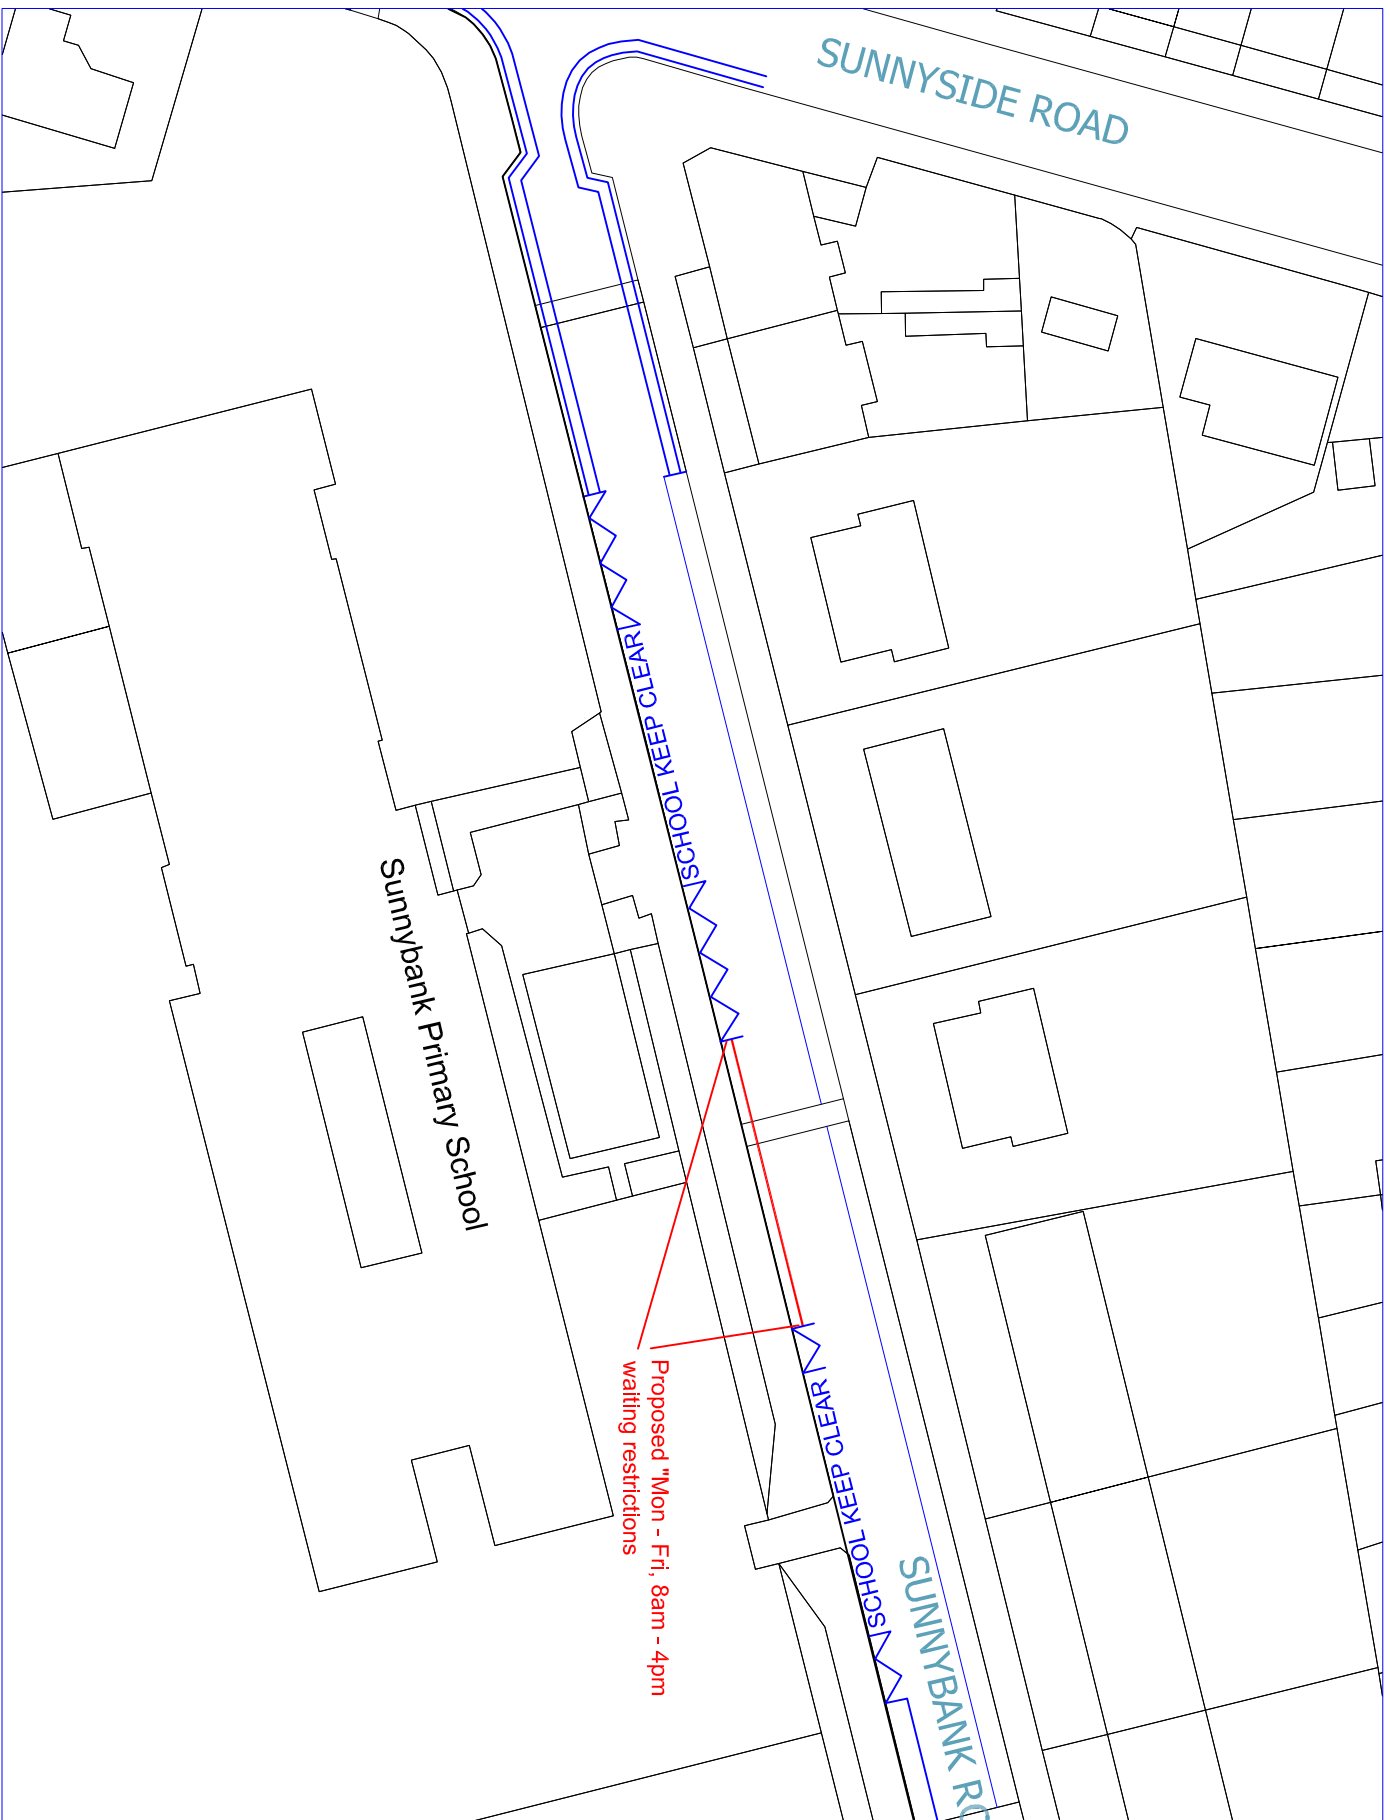 SUNNYSIDE ROAD
SCHOOL KEEP CLEAR
Sunnybank Primary School
Proposed "Mon - Fri, 8am - 4pm
waiting restrictions
SCHOOL KEEP CLEAR
SUNNYBANK RO